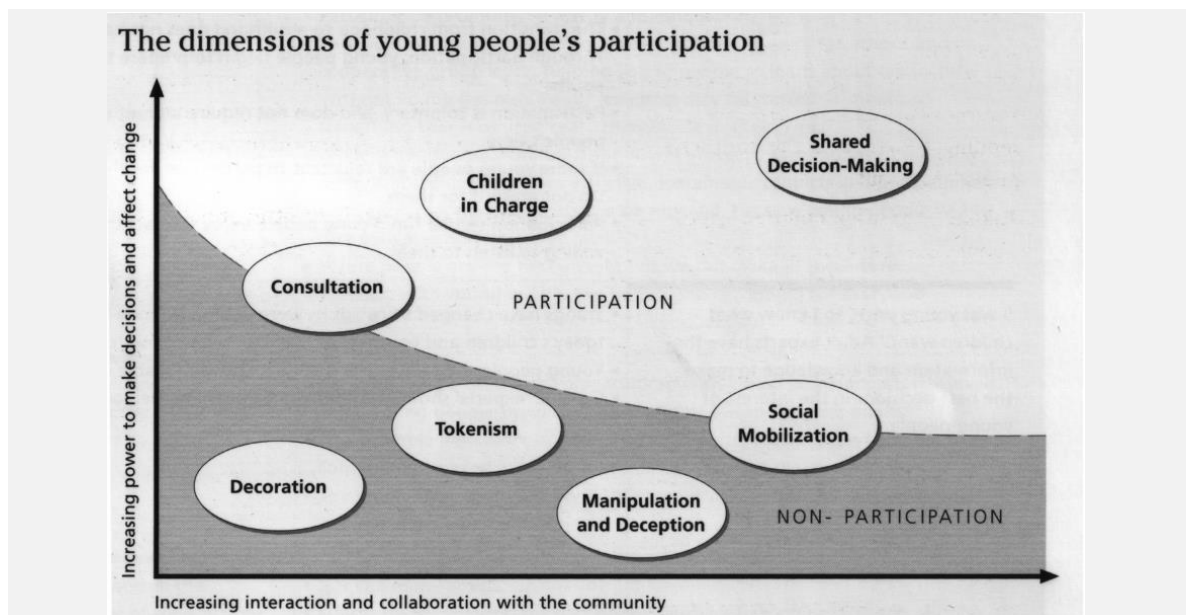 The dimensions of young people's participation
Increasing power to make decisions and affect change
Shared
Decision-Making
Children
in Charge
Consultation
PARTICIPATION
Tokenism
Social
Mobilization
Decoration
Manipulation
and Deception
NON- PARTICIPATION
Increasing interaction and collaboration with the community